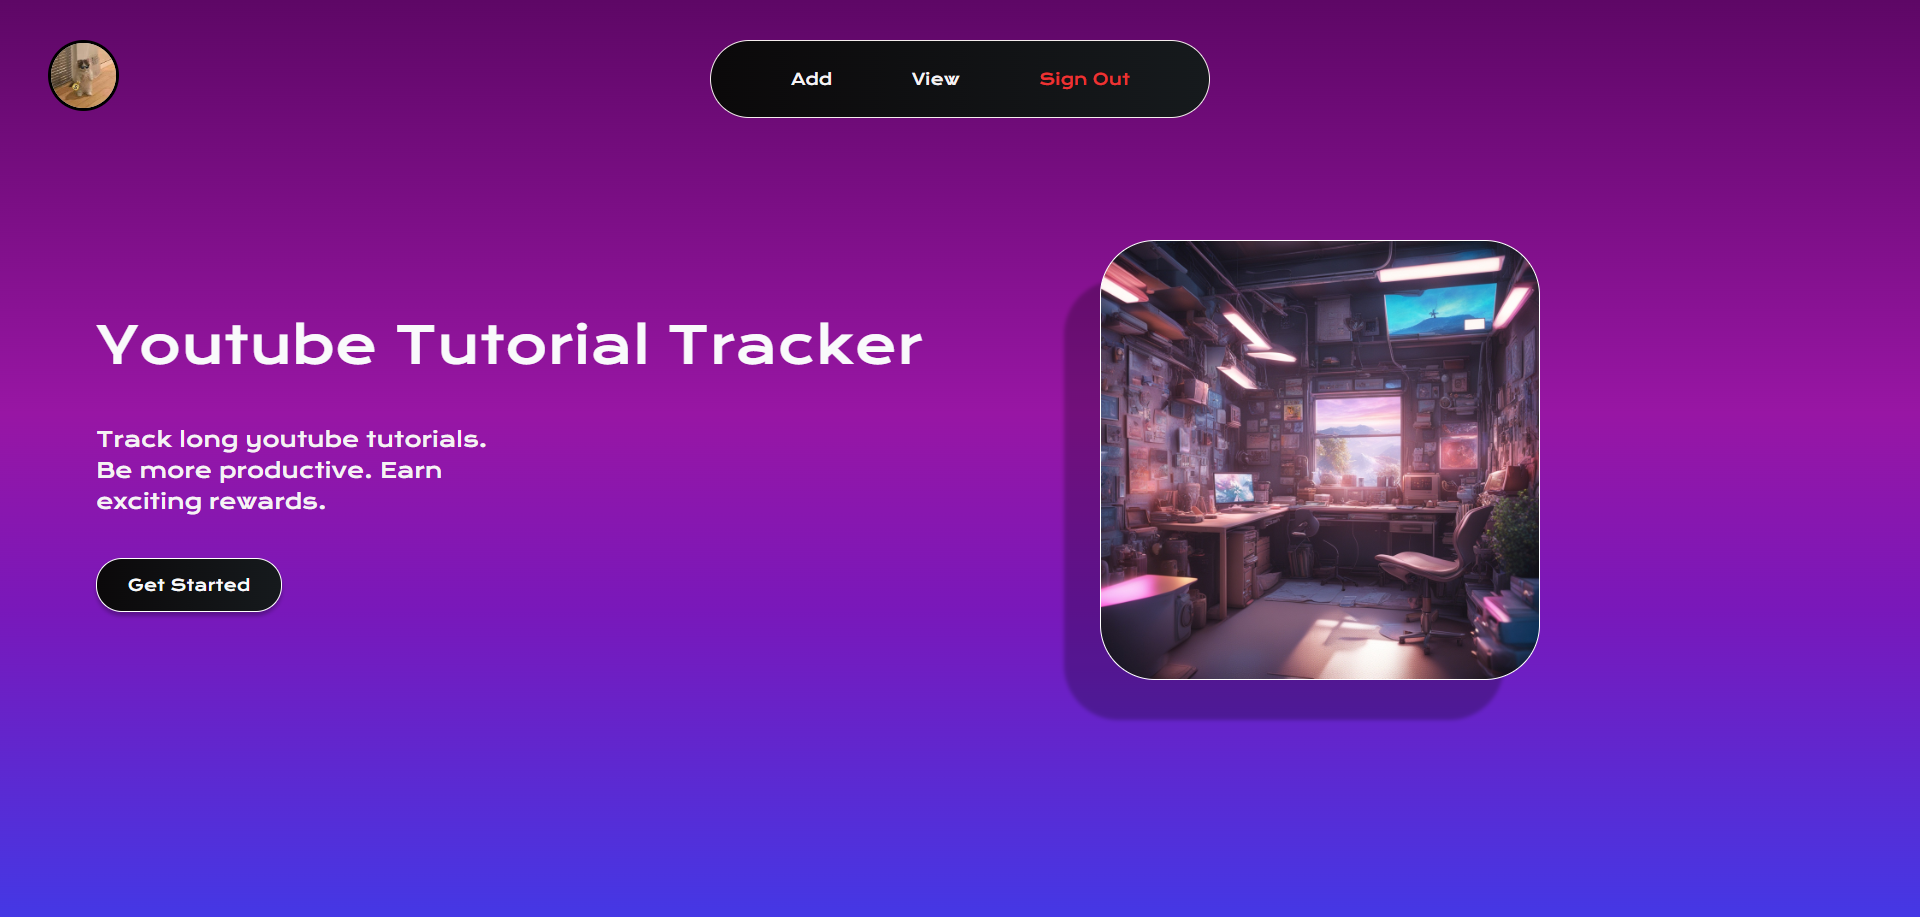 Add
View
Sign Out
Youtube Tutorial Tracker
Track long youtube tutorials.
Be more productive. Earn
exciting rewards.
Get Started